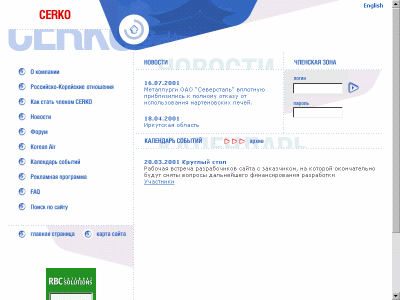 English
CERKO
CERKO
НОВОСТИ
НОВОСТИ
ЧЛЕНСКАЯ ЗОНА
О компании
Российско-Корейские отношения
Как стать членом CERKO
Новости
Форум
Korean Air
Календарь событий
Рекламная программа
FAQ
Поиск по сайту
главная страница
карта сайта
RBC SOLUTIONS
16.07.2001
Металлурги ОАО "Северсталь" вплотную
приблизились к полному отказу от
использования мартеновских печей.
18.04.2001
Иркутская область
логин
пароль
КАЛЕНДАРЬ СОБЫТИЙ
архив
КАЛЕНДАРЬ
20.03.2001 Круглый стол
Рабочая встреча разрабочиков сайта с заказчиком, на которой окончательно
будут сняты вопросы дальнейшего финансирования разработки
Участники